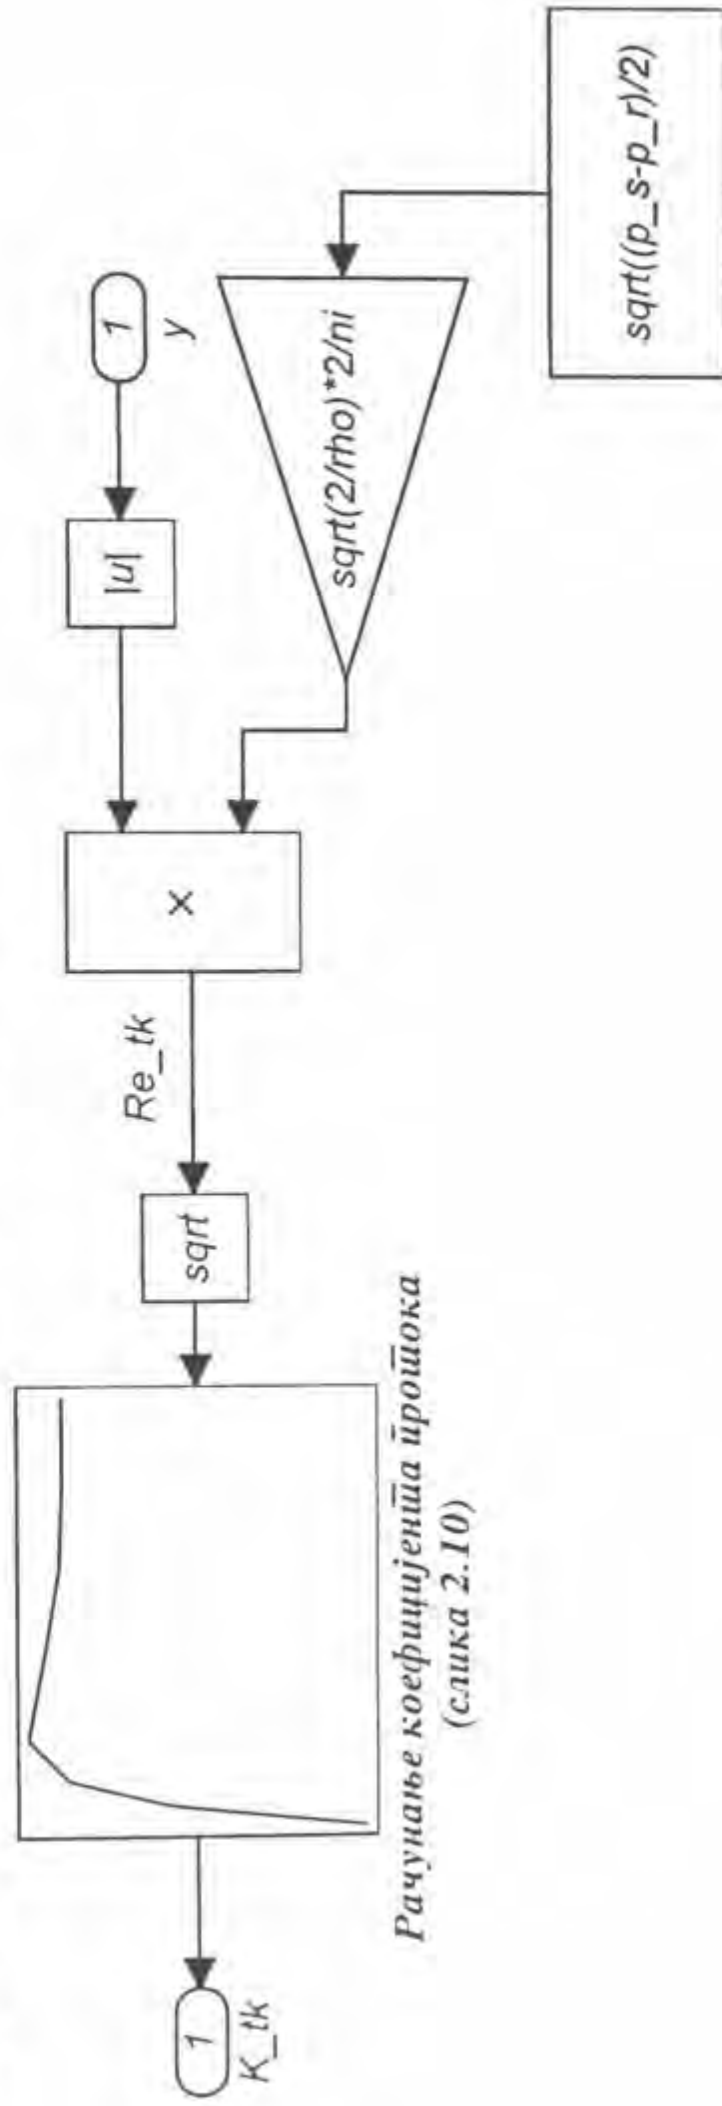 1
K_tk
Рачунање коефицијента протока
(слика 2.10)
sqrt
Re_tk
x
|u|
1
y
sqrt(2/rho)*2/ni
sqrt((p_s-p_r)/2)